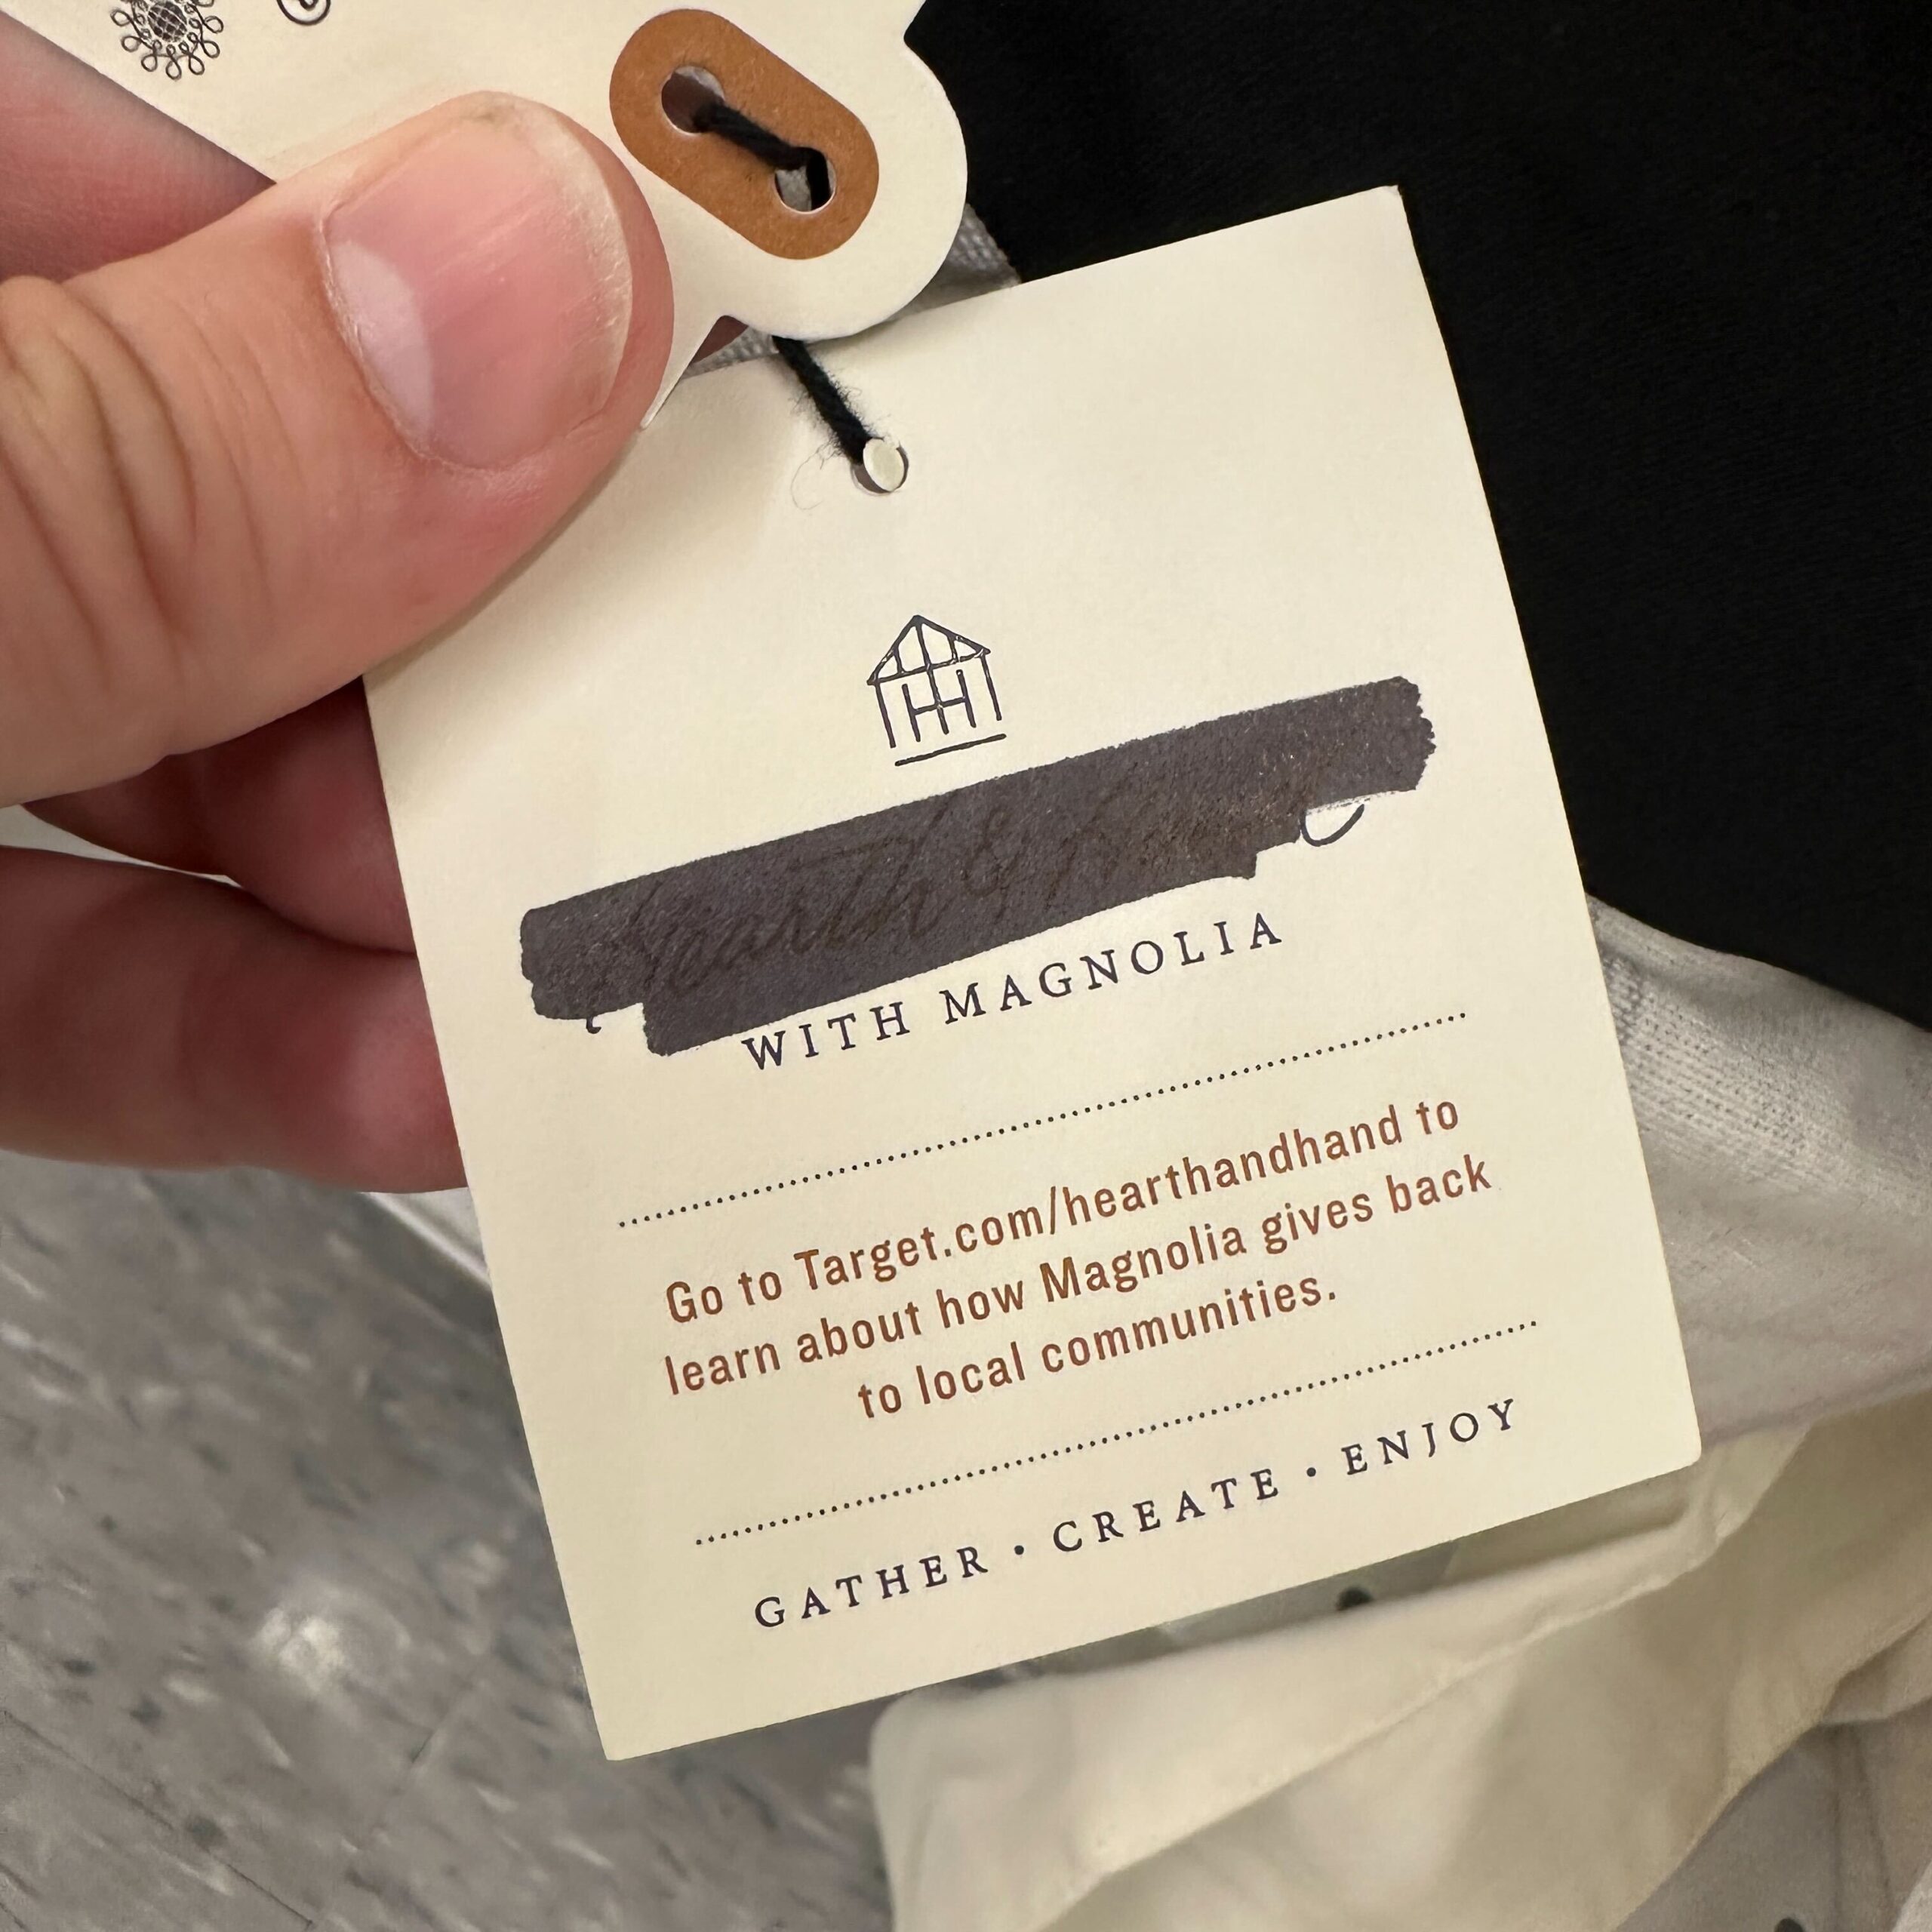 Hearth &
WITH MAGNOLIA
Go to Target.com/hearthandhand to
learn about how Magnolia gives back
to local communities.
GATHER • CREATE • ENJOY